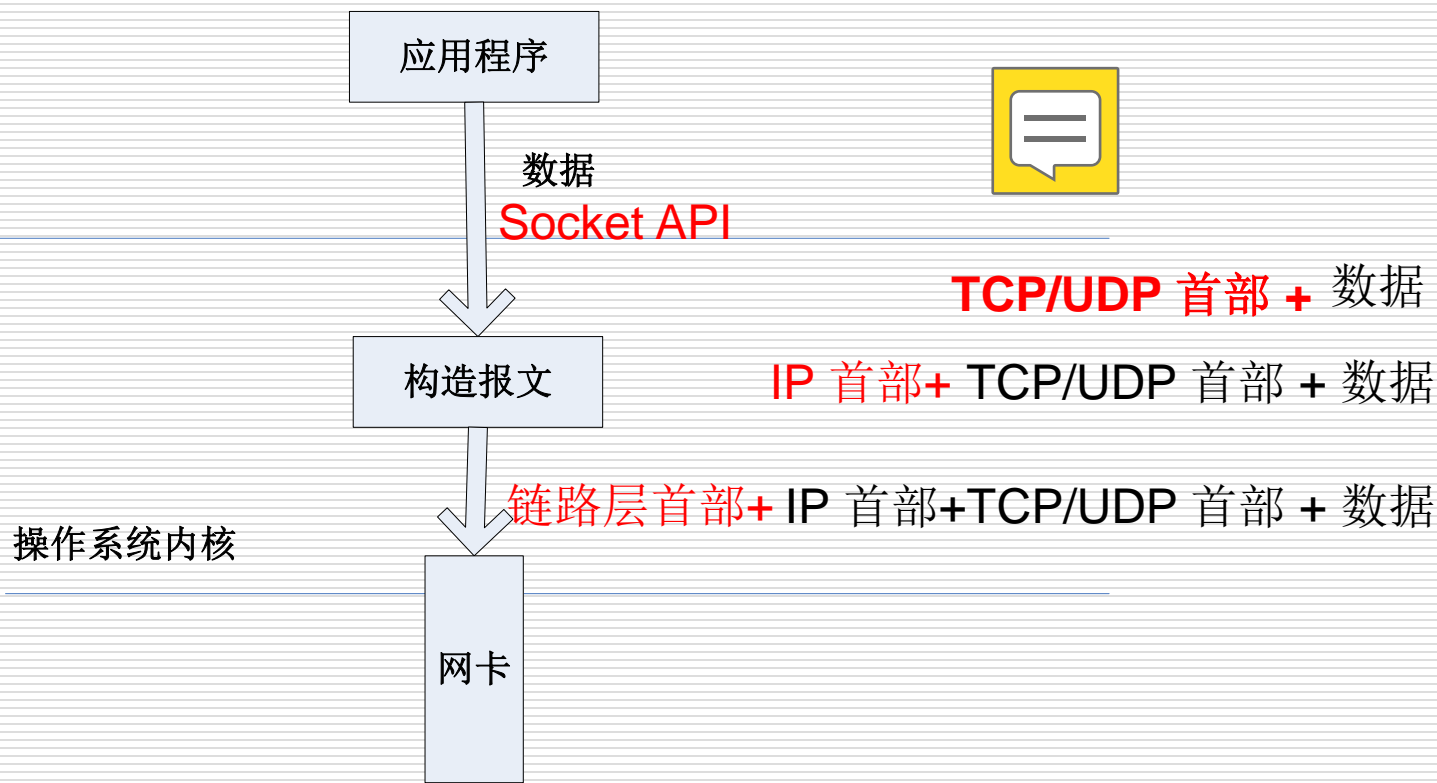 应用程序
数据
Socket API
TCP/UDP 首部 + 数据
构造报文
IP 首部+ TCP/UDP 首部 + 数据
链路层首部+ IP 首部+TCP/UDP 首部 + 数据
操作系统内核
网卡